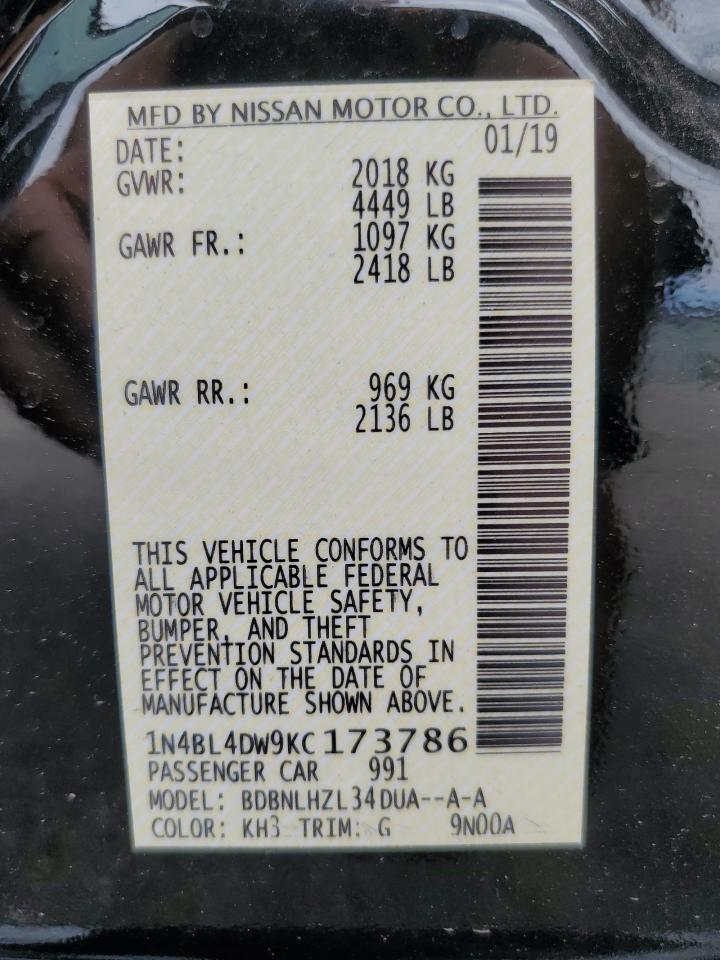 MFD BY NISSAN MOTOR CO., LTD.
DATE: 01/19
GVWR: 2018 KG
4449 LB
GAWR FR.: 1097 KG
2418 LB
GAWR RR.: 969 KG
2136 LB
THIS VEHICLE CONFORMS TO
ALL APPLICABLE FEDERAL
MOTOR VEHICLE SAFETY,
BUMPER, AND THEFT
PREVENTION STANDARDS IN
EFFECT ON THE DATE OF
MANUFACTURE SHOWN ABOVE.
1N4BL4DW9KC173786
PASSENGER CAR 991
MODEL: BDBNLHZL34DUA--A-A
COLOR: KH3 TRIM: G 9N00A